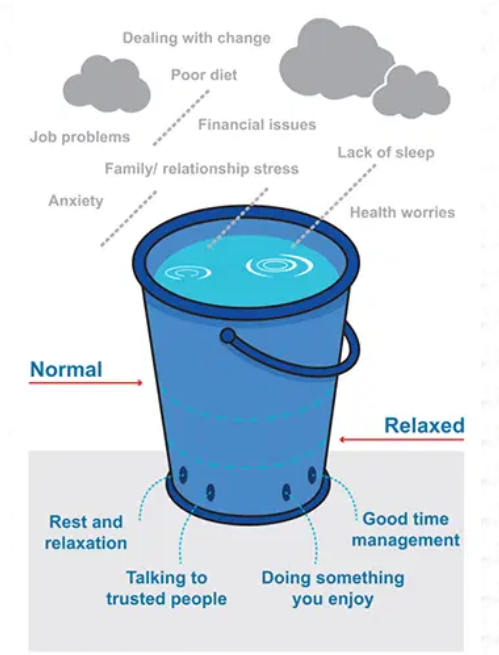 Dealing with change
Poor diet
Financial issues
Job problems
Lack of sleep
Family/ relationship stress
Anxiety
Health worries
Normal
Relaxed
Rest and
relaxation
Good time
management
Talking to
trusted people
Doing something
you enjoy